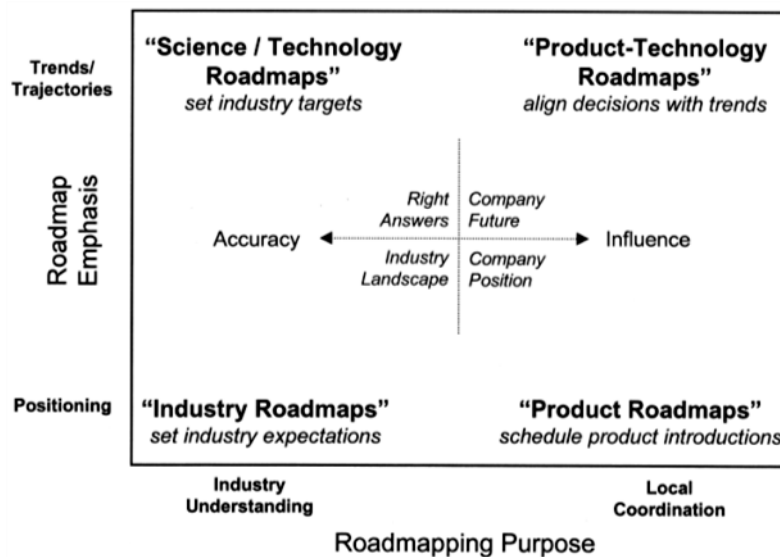 “Science / Technology
Roadmaps”
set industry targets
“Product-Technology
Roadmaps”
align decisions with trends
Trends/
Trajectories
Roadmap
Emphasis
Right
Answers
Company
Future
Accuracy
Influence
Industry
Landscape
Company
Position
Positioning
“Industry Roadmaps”
set industry expectations
“Product Roadmaps”
schedule product introductions
Industry
Understanding
Local
Coordination
Roadmapping Purpose